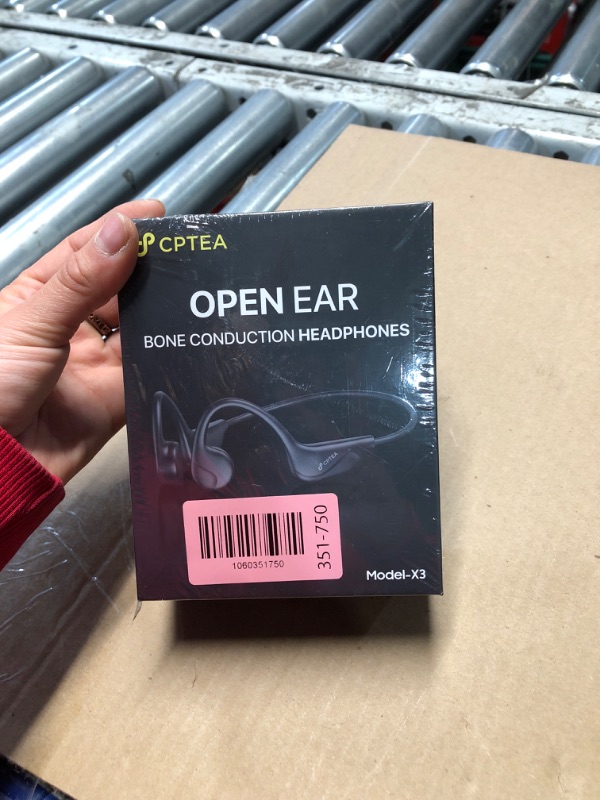 CPTEA
OPEN EAR
BONE CONDUCTION HEADPHONES
CPTEA
1060351750
351-750
Model-X3